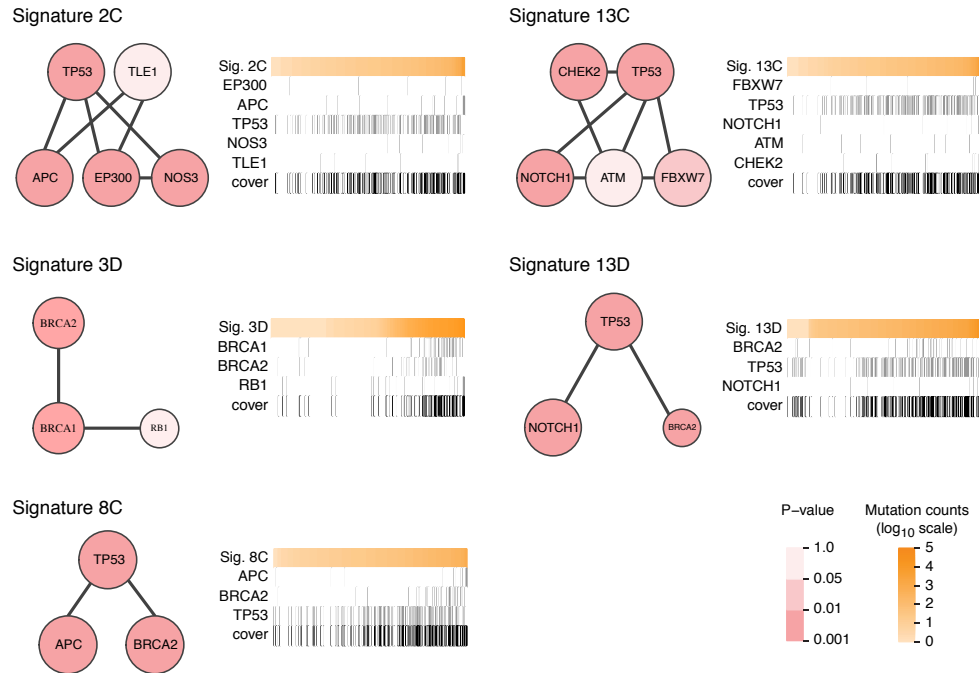 Signature 2C
TP53
TLE1
APC
EP300
NOS3
Sig. 2C
EP300
APC
TP53
NOS3
TLE1
cover
Signature 13C
CHEK2
TP53
NOTCH1
ATM
FBXW7
Sig. 13C
FBXW7
TP53
NOTCH1
ATM
CHEK2
cover
Signature 3D
BRCA2
BRCA1
RB1
Sig. 3D
BRCA1
BRCA2
RB1
cover
Signature 13D
TP53
NOTCH1
BRCA2
Sig. 13D
BRCA2
TP53
NOTCH1
cover
Signature 8C
TP53
APC
BRCA2
Sig. 8C
APC
BRCA2
TP53
cover
P−value
1.0
0.05
0.01
0.001
Mutation counts
(log10 scale)
5
4
3
2
1
0